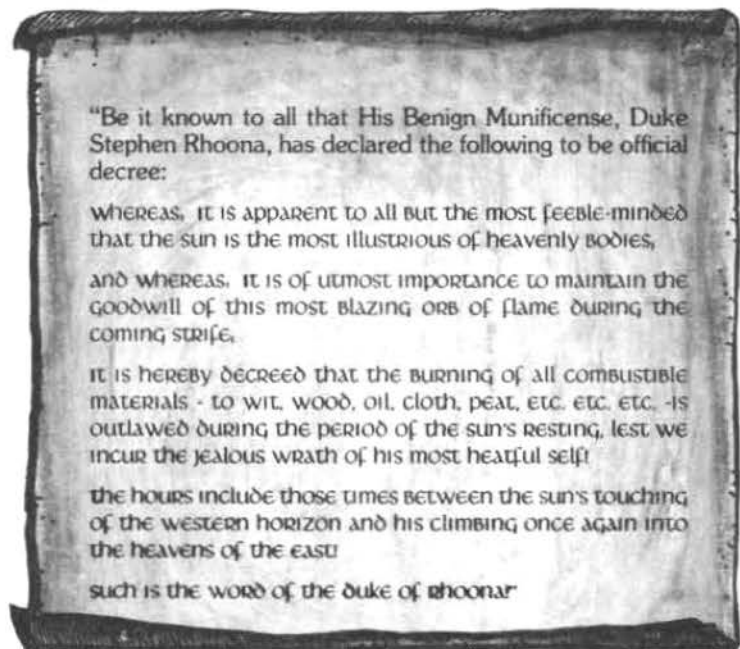 “Be it known to all that His Benign Munificense, Duke
Stephen Rhoona, has declared the following to be official
decree:
whereas, it is apparent to all but the most feeble-minded
that the sun is the most illustrious of heavenly bodies,
and whereas, it is of utmost importance to maintain the
goodwill of this most blazing orb of flame during the
coming strife,
it is hereby decreed that the burning of all combustible
materials - to wit, wood, oil, cloth, peat, etc. etc. etc. -is
outlawed during the period of the sun's resting, lest we
incur the jealous wrath of his most heatful self!
the hours include those times between the sun's touching
of the western horizon and his climbing once again into
the heavens of the east!
such is the word of the duke of Rhoona!”